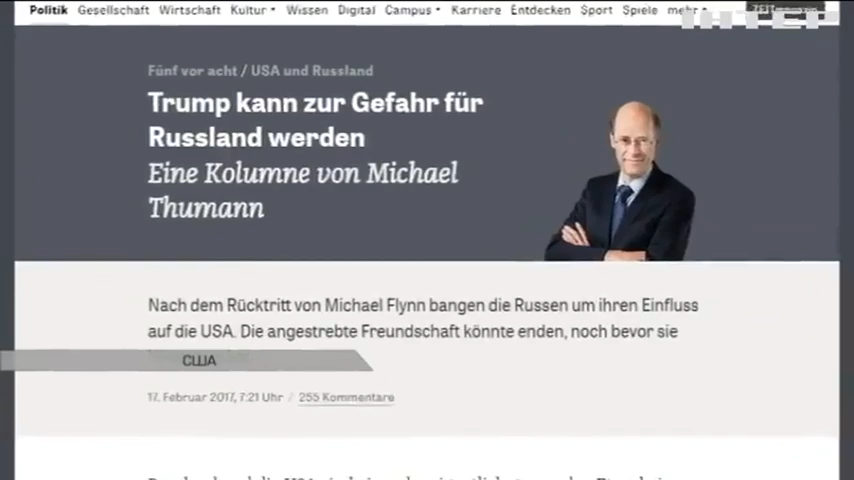 Politik Gesellschaft Wirtschaft Kultur Wissen Digital Campus Karriere Entdecken Sport Spiele mehr
ІНТЕР
Fünf vor acht / USA und Russland
Trump kann zur Gefahr für
Russland werden
Eine Kolumne von Michael
Thumann
Nach dem Rücktritt von Michael Flynn bangen die Russen um ihren Einfluss
auf die USA. Die angestrebte Freundschaft könnte enden, noch bevor sie
США
17. Februar 2017, 7:21 Uhr / 255 Kommentare